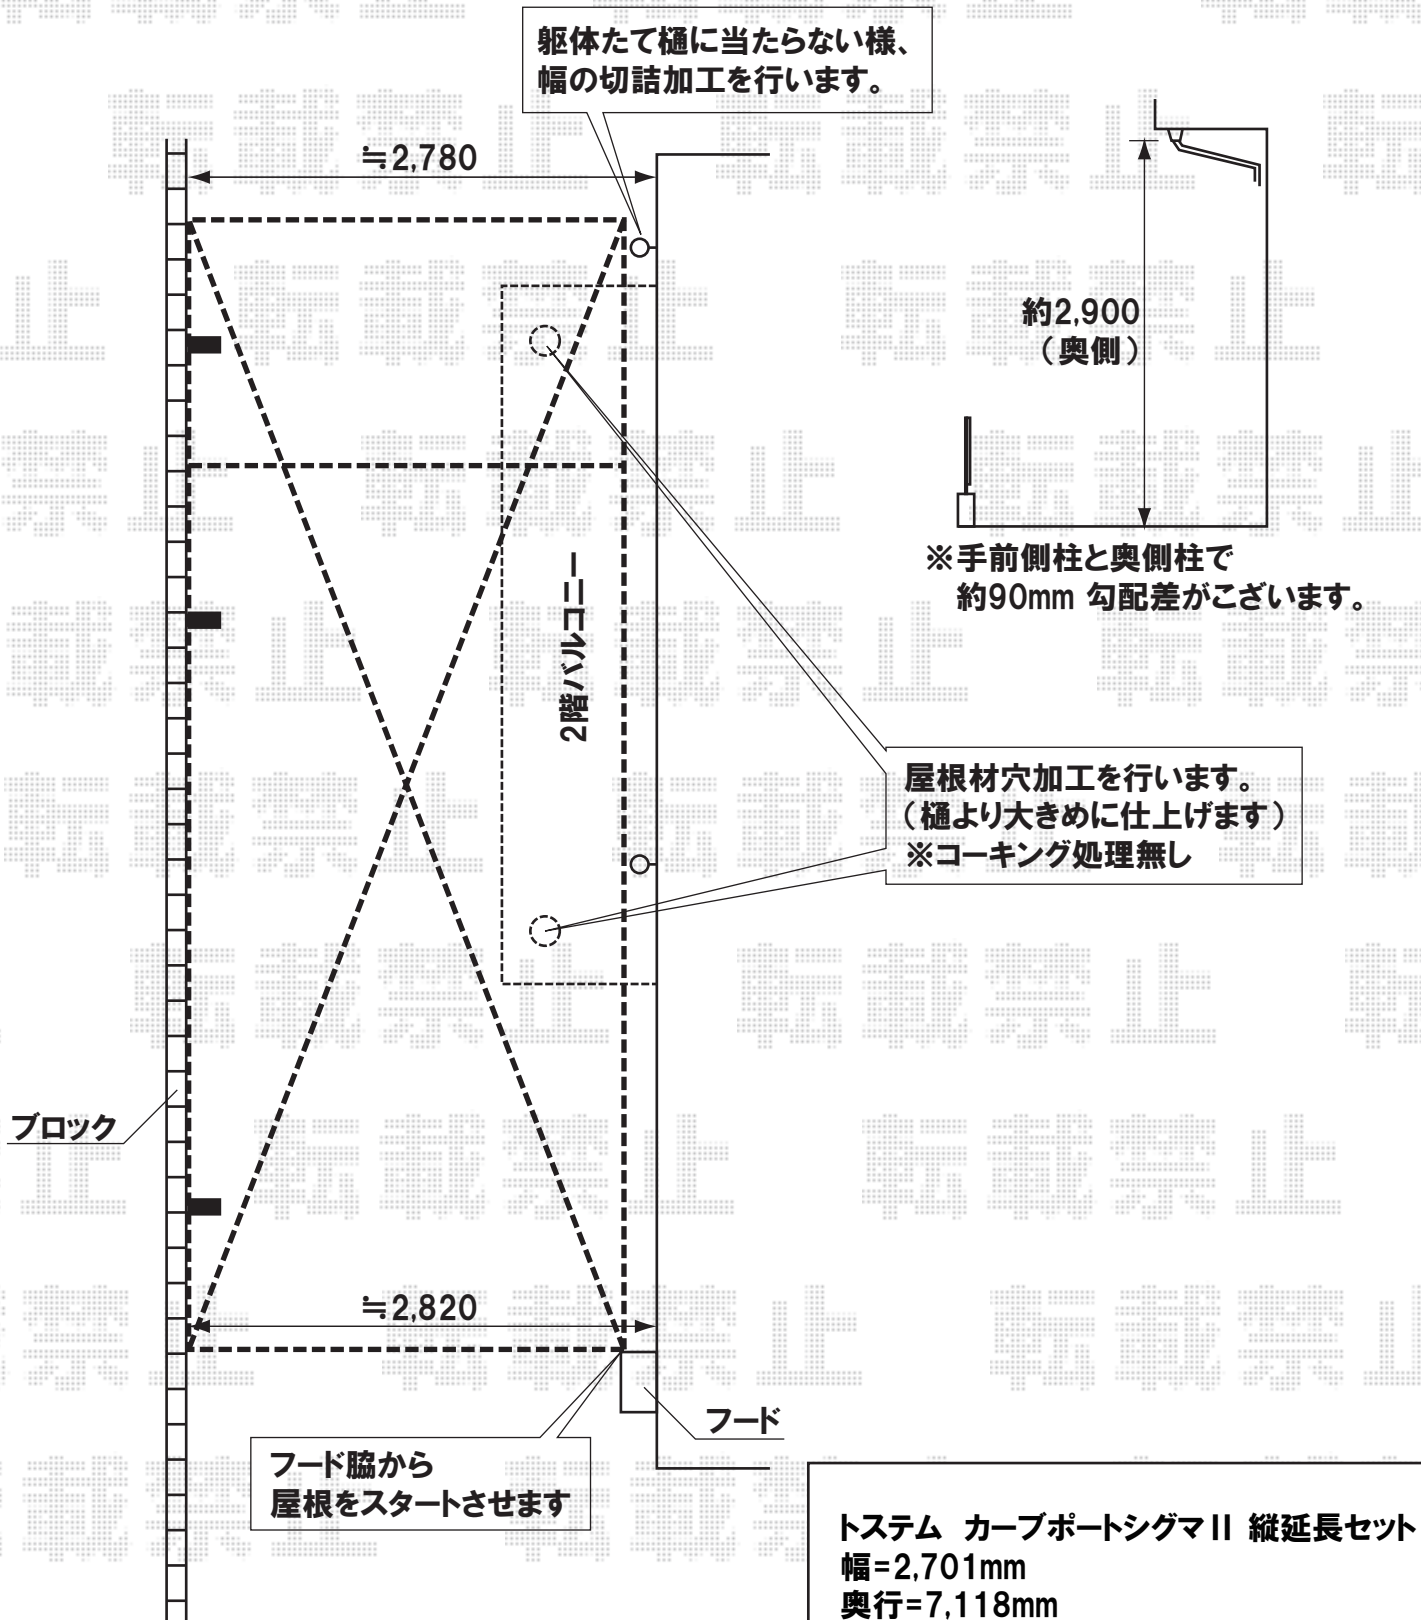 躯体たて樋に当たらない様、
幅の切詰加工を行います。
≒2,780
約2,900
（奥側）
※手前側柱と奥側柱で
約90mm 勾配差がこざいます。
2階バルコニー
屋根材穴加工を行います。
（樋より大きめに仕上げます）
※コーキング処理無し
ブロック
≒2,820
フード
フード脇から
屋根をスタートさせます
トステム カーブポートシグマII 縦延長セット
幅=2,701mm
奥行=7,118mm
転載禁止